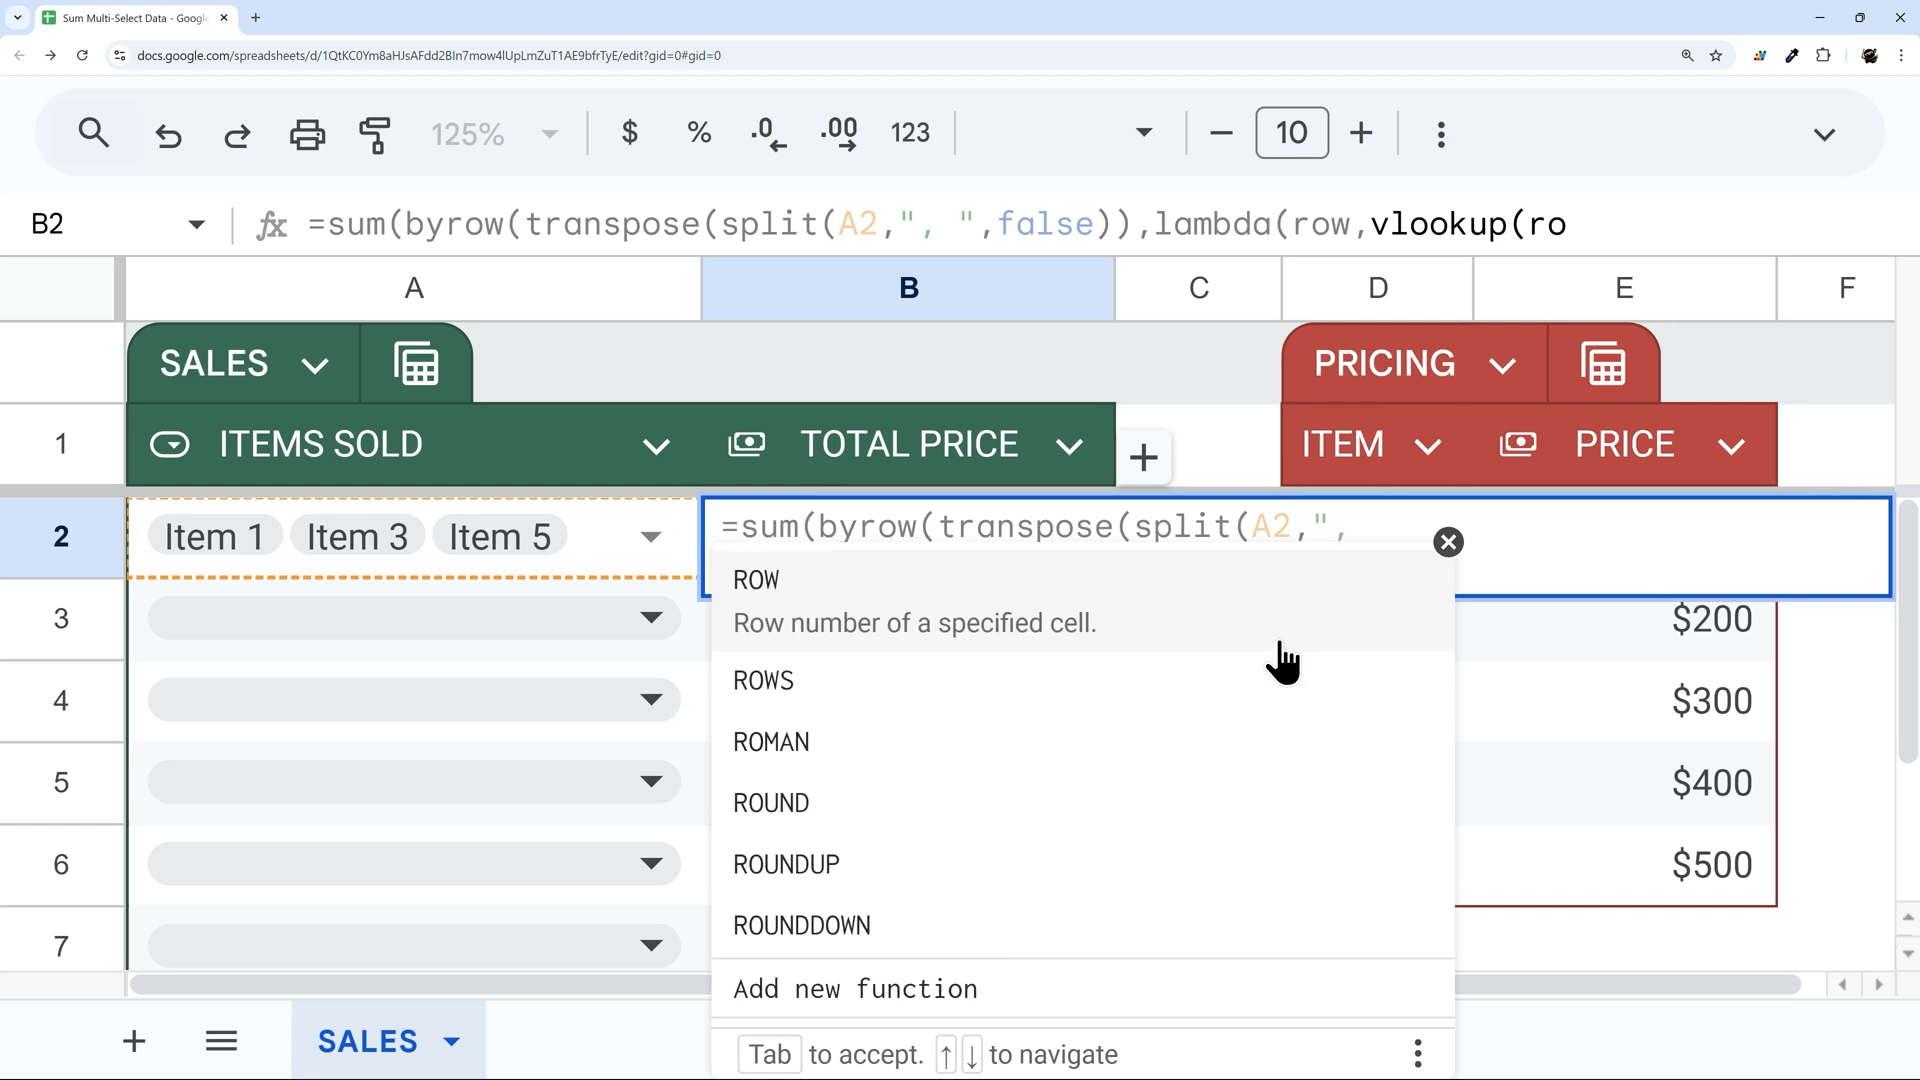 Sum Multi-Select Data - Googl
docs.google.com/spreadsheets/d/1QtKC0Ym8aHJsAFdd2BIn7mow4lUpLmZuT1AE9bfrTyE/edit?gid=0#gid=0
125% $ % .0 .00 123 10
B2 fx =sum(byrow(transpose(split(A2,", ",false)),lambda(row,vlookup(ro
A B C D E F
SALES PRICING
1 ITEMS SOLD TOTAL PRICE ITEM PRICE
2 Item 1 Item 3 Item 5 =sum(byrow(transpose(split(A2,",
ROW
Row number of a specified cell.
3 $200
ROWS
4 $300
ROMAN
5 $400
ROUND
6 ROUNDUP $500
ROUNDDOWN
7
Add new function
SALES
Tab to accept. ↑ ↓ to navigate